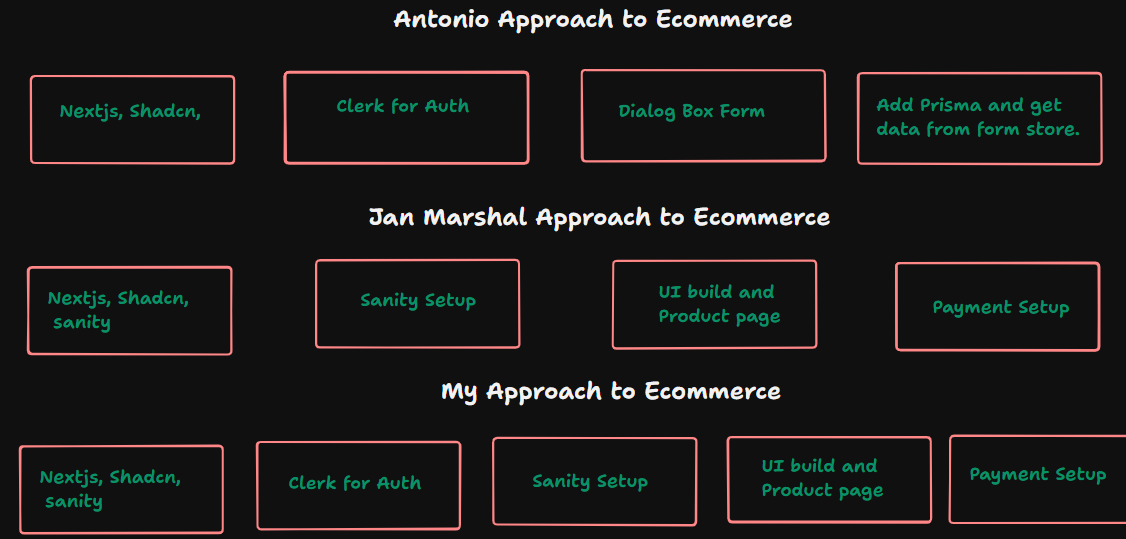 Antonio Approach to Ecommerce
Nextjs, Shadcn,
Clerk for Auth
Dialog Box Form
Add Prisma and get
data from form store.
Jan Marshal Approach to Ecommerce
Nextjs, Shadcn,
sanity
Sanity Setup
UI build and
Product page
Payment Setup
My Approach to Ecommerce
Nextjs, Shadcn,
sanity
Clerk for Auth
Sanity Setup
UI build and
Product page
Payment Setup